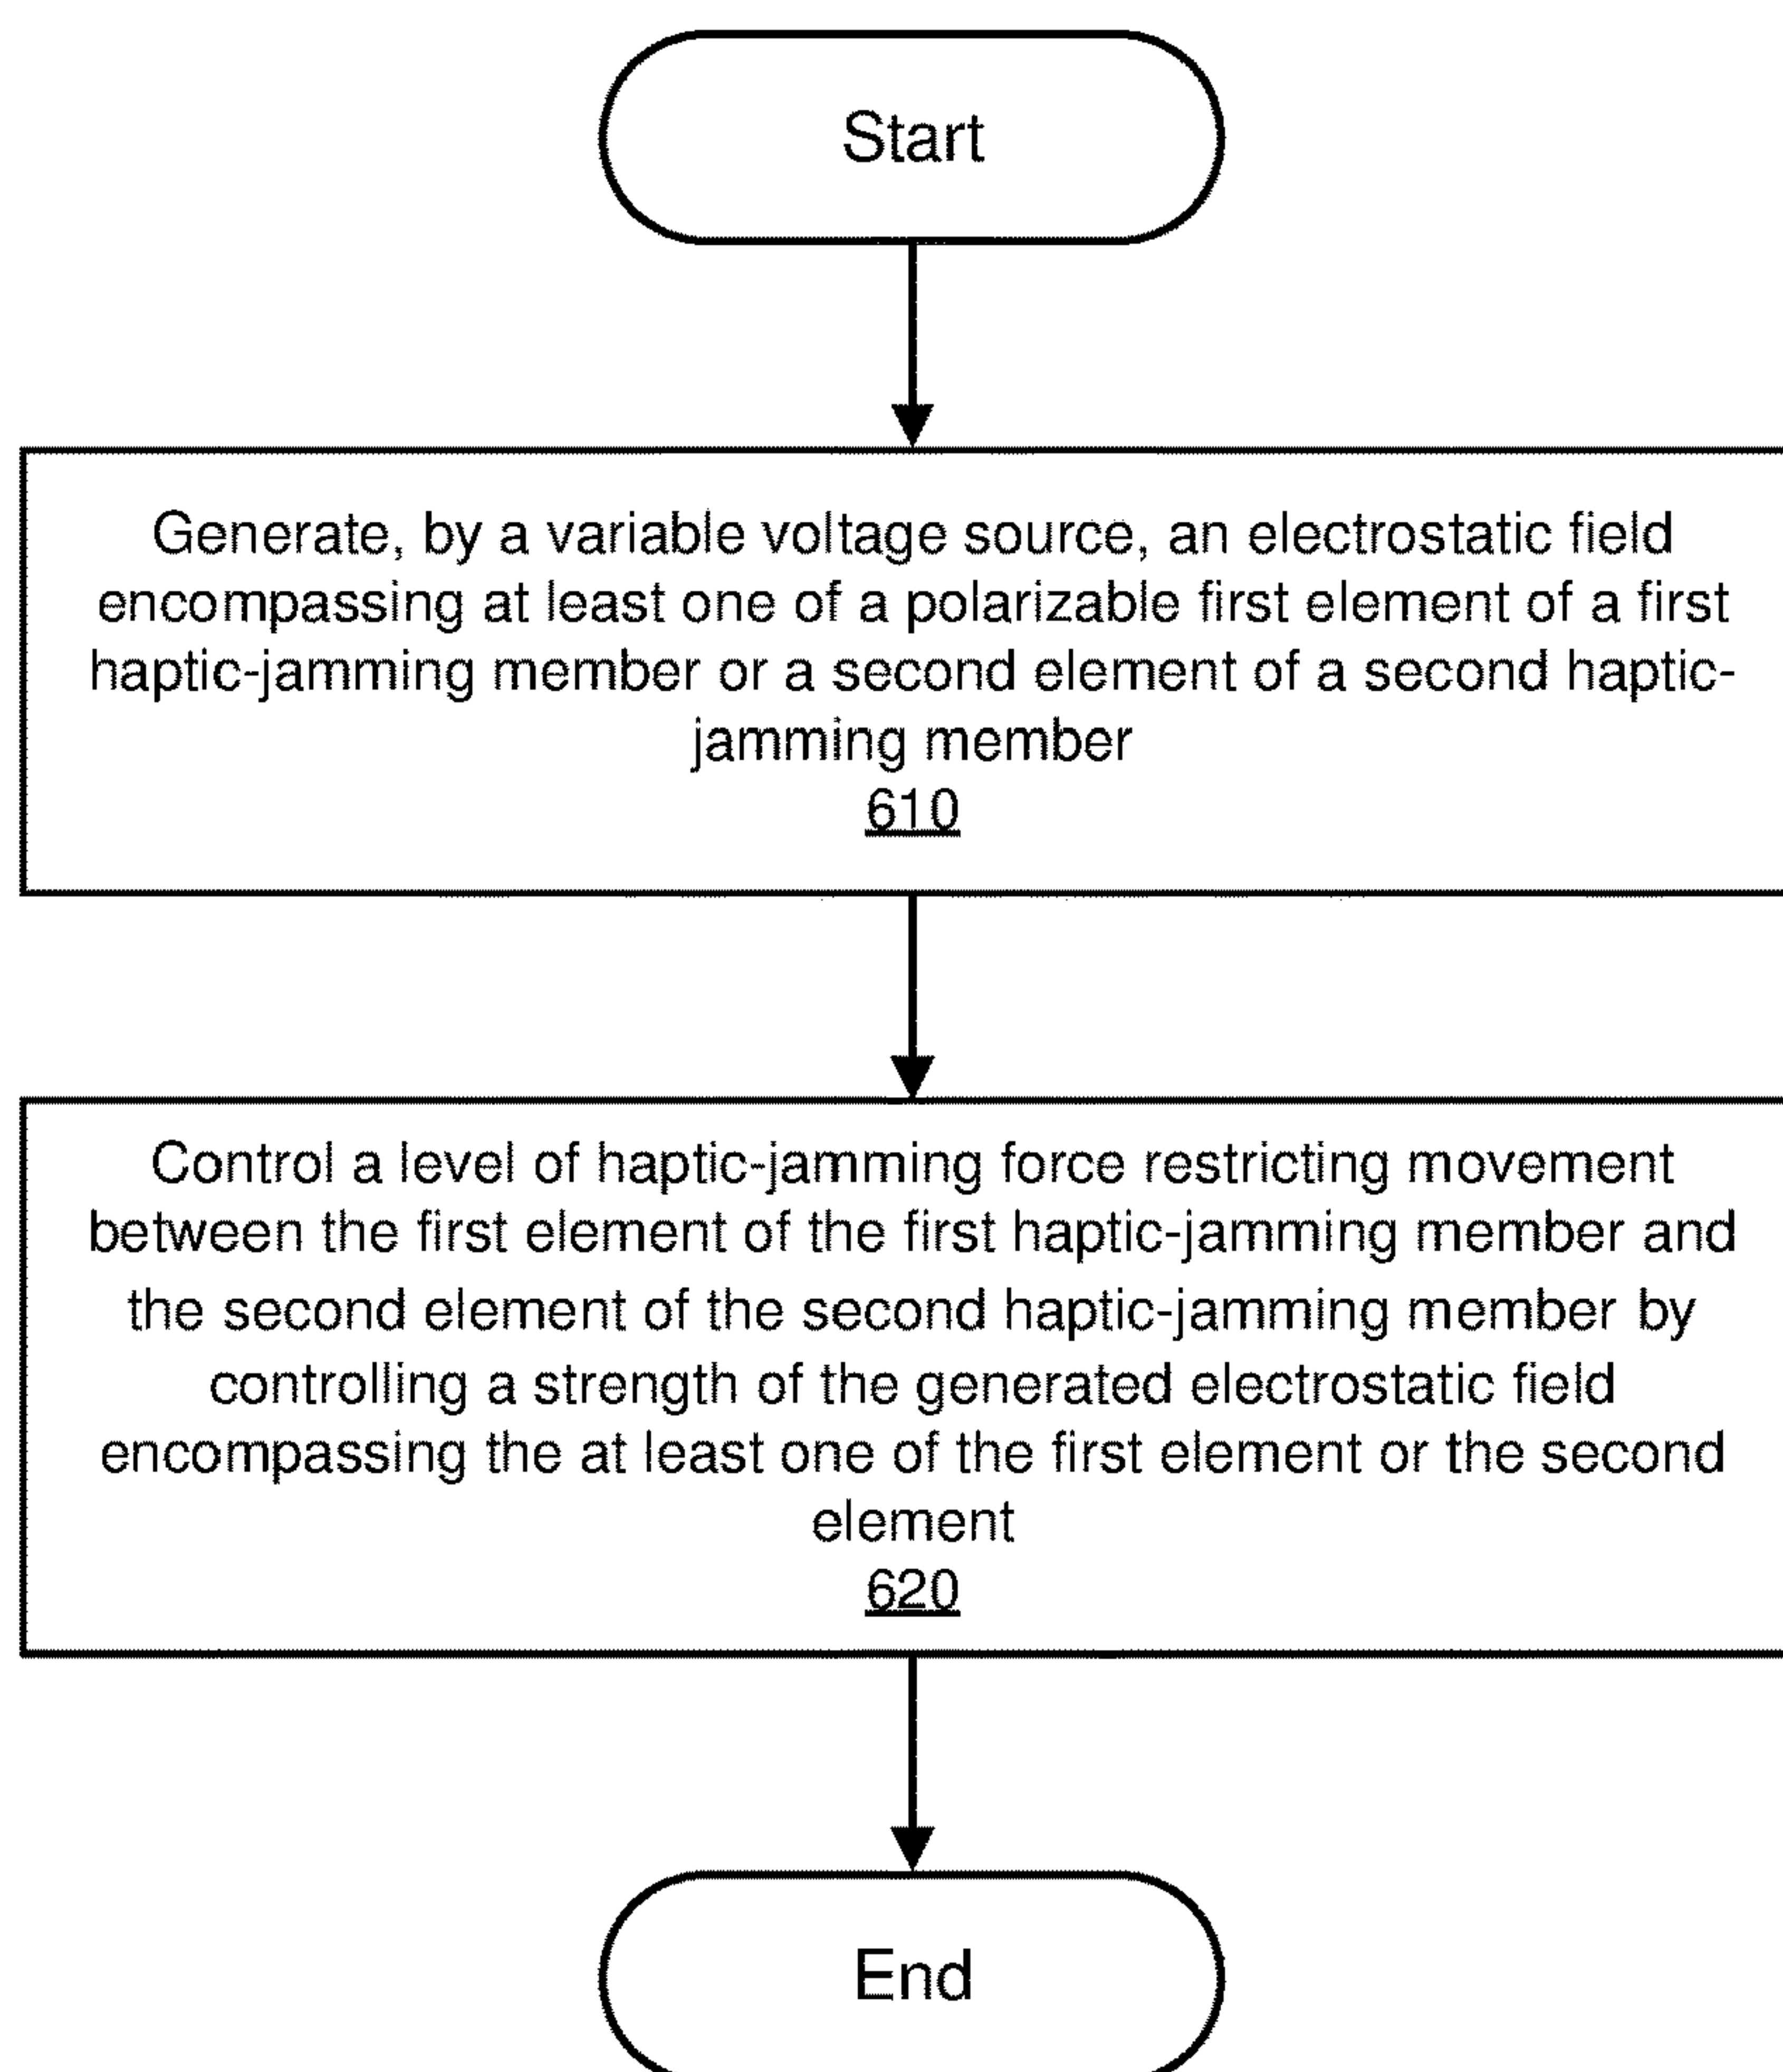 Start
Generate, by a variable voltage source, an electrostatic field
encompassing at least one of a polarizable first element of a first
haptic-jamming member or a second element of a second haptic-
jamming member
610
Control a level of haptic-jamming force restricting movement
between the first element of the first haptic-jamming member and
the second element of the second haptic-jamming member by
controlling a strength of the generated electrostatic field
encompassing the at least one of the first element or the second
element
620
End